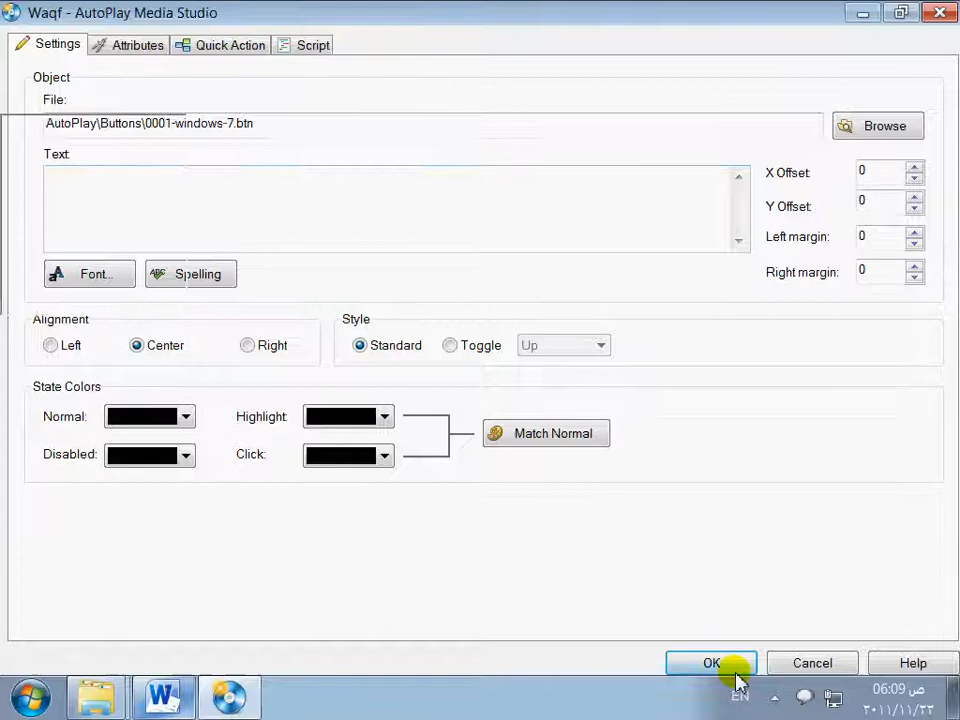 Waqf - AutoPlay Media Studio
Settings
Attributes
Quick Action
Script
Object
File:
AutoPlay\Buttons\0001-windows-7.btn
Browse
Text
X Offset: 0
Y Offset: 0
Left margin: 0
Right margin: 0
Font...
ABC Spelling
Alignment
Left
Center
Right
Style
Standard
Toggle
Up
State Colors
Normal:
Highlight:
Match Normal
Disabled:
Click:
OK
Cancel
Help
W
EN
06:09 ص
٢٠١١/١١/٢٢